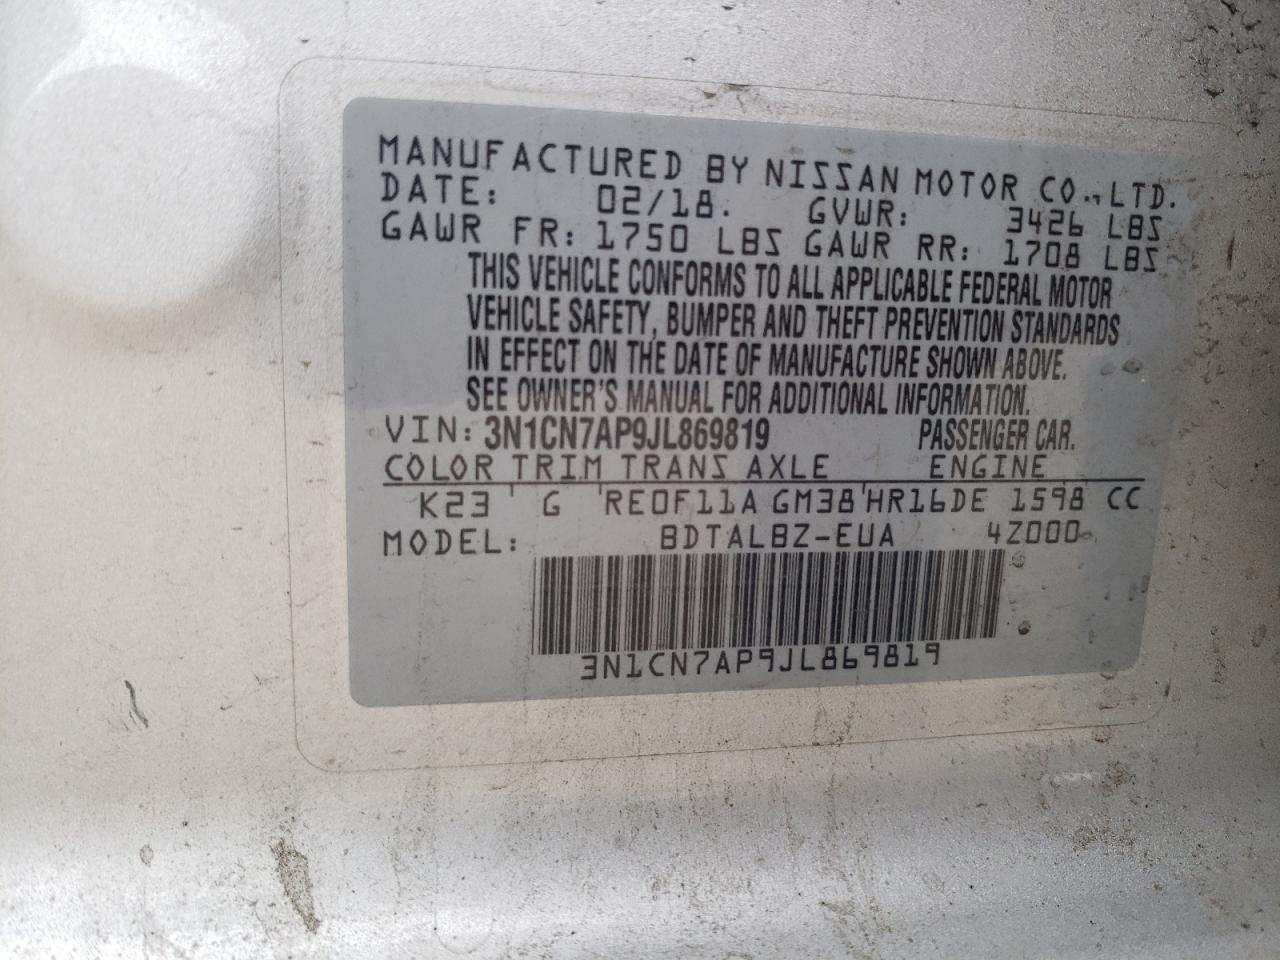 MANUFACTURED BY NISSAN MOTOR CO., LTD.
DATE: 02/18. GVWR: 3426 LBS
GAWR FR: 1750 LBS GAWR RR: 1708 LBS
THIS VEHICLE CONFORMS TO ALL APPLICABLE FEDERAL MOTOR
VEHICLE SAFETY, BUMPER AND THEFT PREVENTION STANDARDS
IN EFFECT ON THE DATE OF MANUFACTURE SHOWN ABOVE.
SEE OWNER'S MANUAL FOR ADDITIONAL INFORMATION.
VIN: 3N1CN7AP9JL869819 PASSENGER CAR.
COLOR TRIM TRANS AXLE ENGINE
K23 ' G ' RE0F11A GM38 ' HR16DE 1598 CC
MODEL: BDTALBZ-EUA 4Z000
3N1CN7AP9JL869819